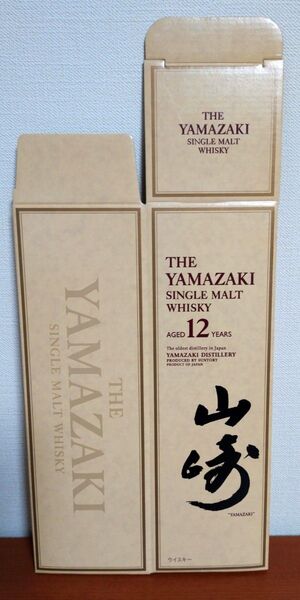 THE
YAMAZAKI
SINGLE MALT
WHISKY
THE
YAMAZAKI
SINGLE MALT
WHISKY
AGED 12 YEARS
The oldest distillery in Japan
YAMAZAKI DISTILLERY
PRODUCED BY SUNTORY
PRODUCT OF JAPAN
山崎
"YAMAZAKI"
ウイスキー
THE
YAMAZAKI
SINGLE MALT WHISKY